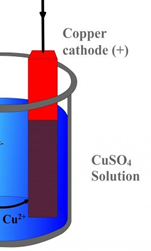 Copper
cathode (+)
CuSO₄
Solution
Cu²⁺